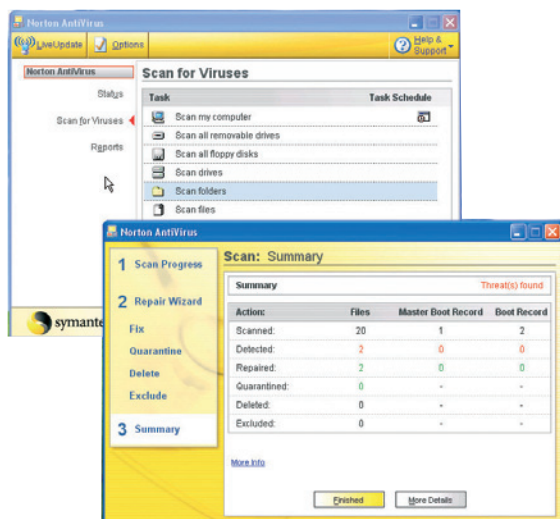 Norton AntiVirus
LiveUpdate Options Help & Support
Norton AntiVirus
Status
Scan for Viruses
Reports
Scan for Viruses
Task Task Schedule
Scan my computer
Scan all removable drives
Scan all floppy disks
Scan drives
Scan folders
Scan files
symante
Norton AntiVirus
1 Scan Progress
2 Repair Wizard
Fix
Quarantine
Delete
Exclude
3 Summary
Scan: Summary
Summary Threat(s) found
Action: Files Master Boot Record Boot Record
Scanned: 20 1 2
Detected: 2 0 0
Repaired: 2 0 0
Quarantined: 0 - -
Deleted: 0 - -
Excluded: 0 - -
More Info
Finished More Details